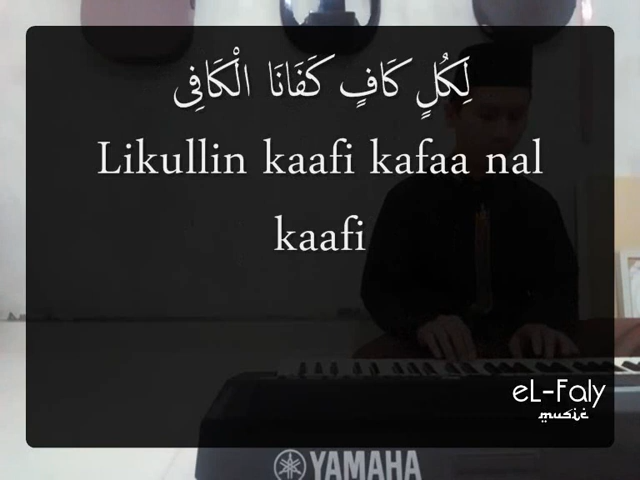 لِكُلٍ كَافٍ كَفَانَا الْكَافِى
Likullin kaafi kafaa nal
kaafi
eL-Faly
music
YAMAHA